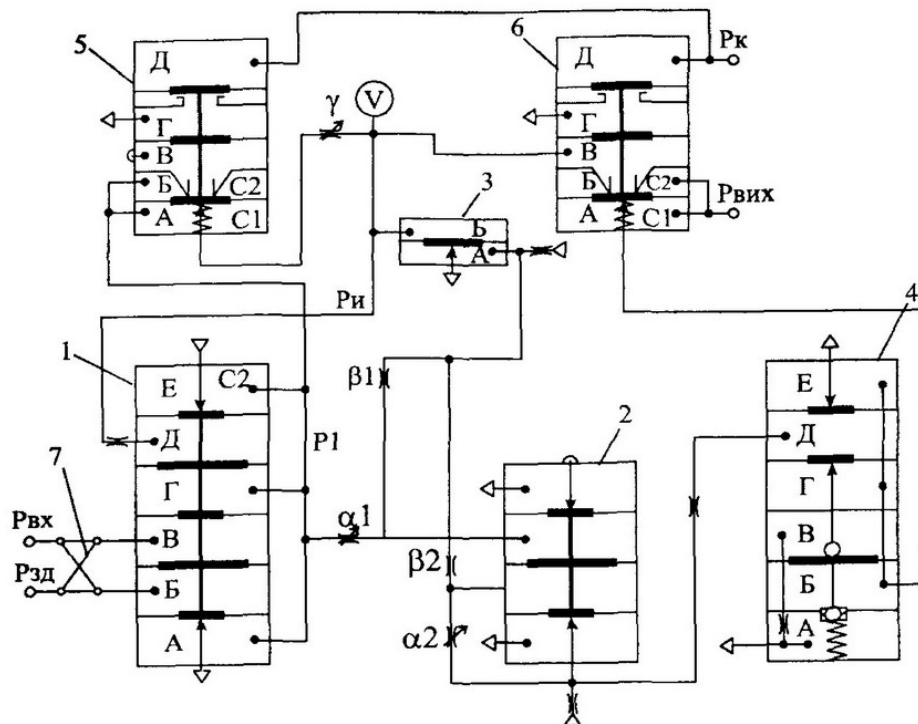 5
Д
Г
В
Б
С2
А
С1
γ
V
6
Д
Рк
Г
В
Б
С2
Рвих
А
С1
3
Б
А
Ри
4
1
Е
С2
β1
Е
Д
Р1
2
Д
7
Г
Г
Рвх
В
α1
В
Рзд
Б
β2
Б
А
α2
А